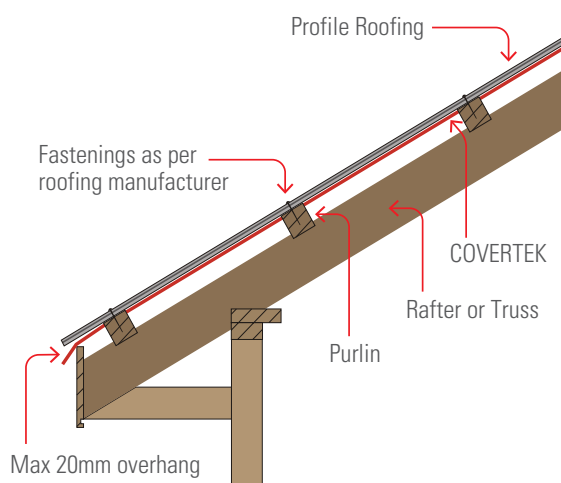 Profile Roofing
Fastenings as per
roofing manufacturer
COVERTEK
Rafter or Truss
Purlin
Max 20mm overhang